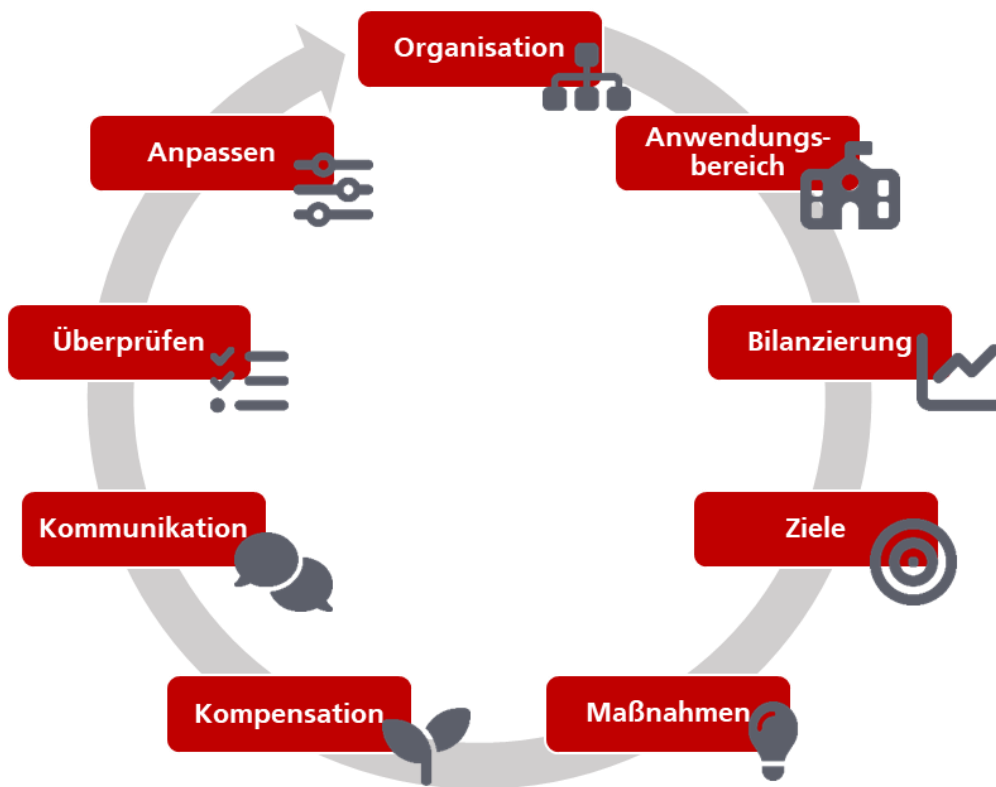 Organisation
Anwendungs-
bereich
Bilanzierung
Ziele
Maßnahmen
Kompensation
Kommunikation
Überprüfen
Anpassen